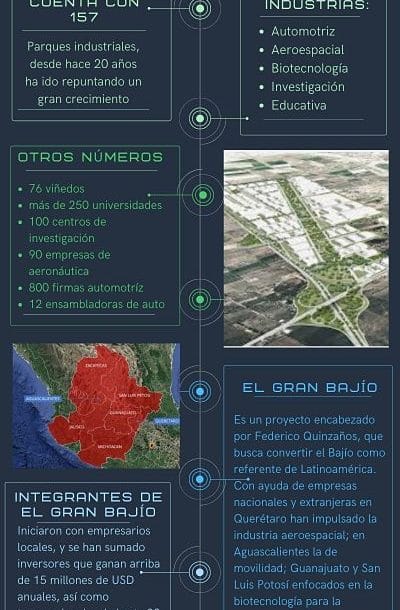 CUENTA CON
157
Parques industriales,
desde hace 20 años
ha ido repuntando un
gran crecimiento
INDUSTRIAS:
Automotriz
Aeroespacial
Biotecnología
Investigación
Educativa
OTROS NÚMEROS
76 viñedos
más de 250 universidades
100 centros de
investigación
90 empresas de
aeronáutica
800 firmas automotríz
12 ensambladoras de auto
ZACATECAS
SAN LUIS POTOSI
AGUASCALIENTES
GUANAJUATO
QUERETARO
JALISCO
MICHOACAN
EL GRAN BAJÍO
Es un proyecto encabezado
por Federico Quinzaños, que
busca convertir el Bajío como
referente de Latinoamérica.
Con ayuda de empresas
nacionales y extranjeras en
Querétaro han impulsado la
industria aeroespacial; en
Aguascalientes la de
movilidad; Guanajuato y San
Luis Potosí enfocados en la
biotecnología para la
INTEGRANTES DE
EL GRAN BAJÍO
Iniciaron con empresarios
locales, y se han sumado
inversores que ganan arriba
de 15 millones de USD
anuales, así como